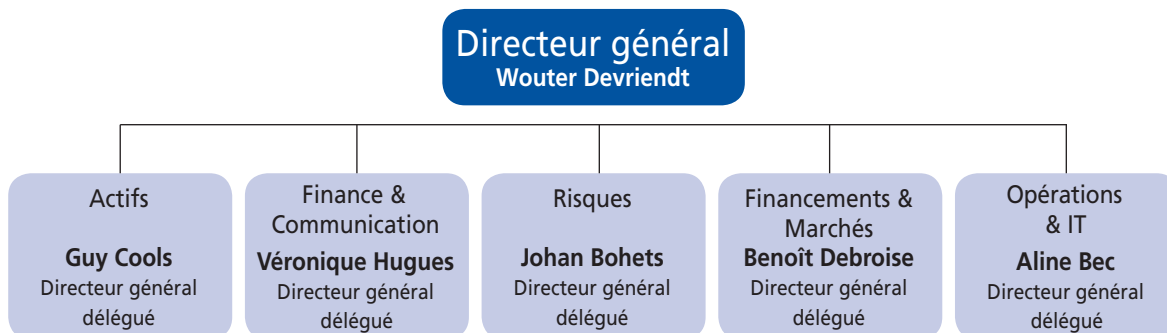 Directeur général
Wouter Devriendt
Actifs
Guy Cools
Directeur général
délégué
Finance &
Communication
Véronique Hugues
Directeur général
délégué
Risques
Johan Bohets
Directeur général
délégué
Financements &
Marchés
Benoît Debroise
Directeur général
délégué
Opérations
& IT
Aline Bec
Directeur général
délégué